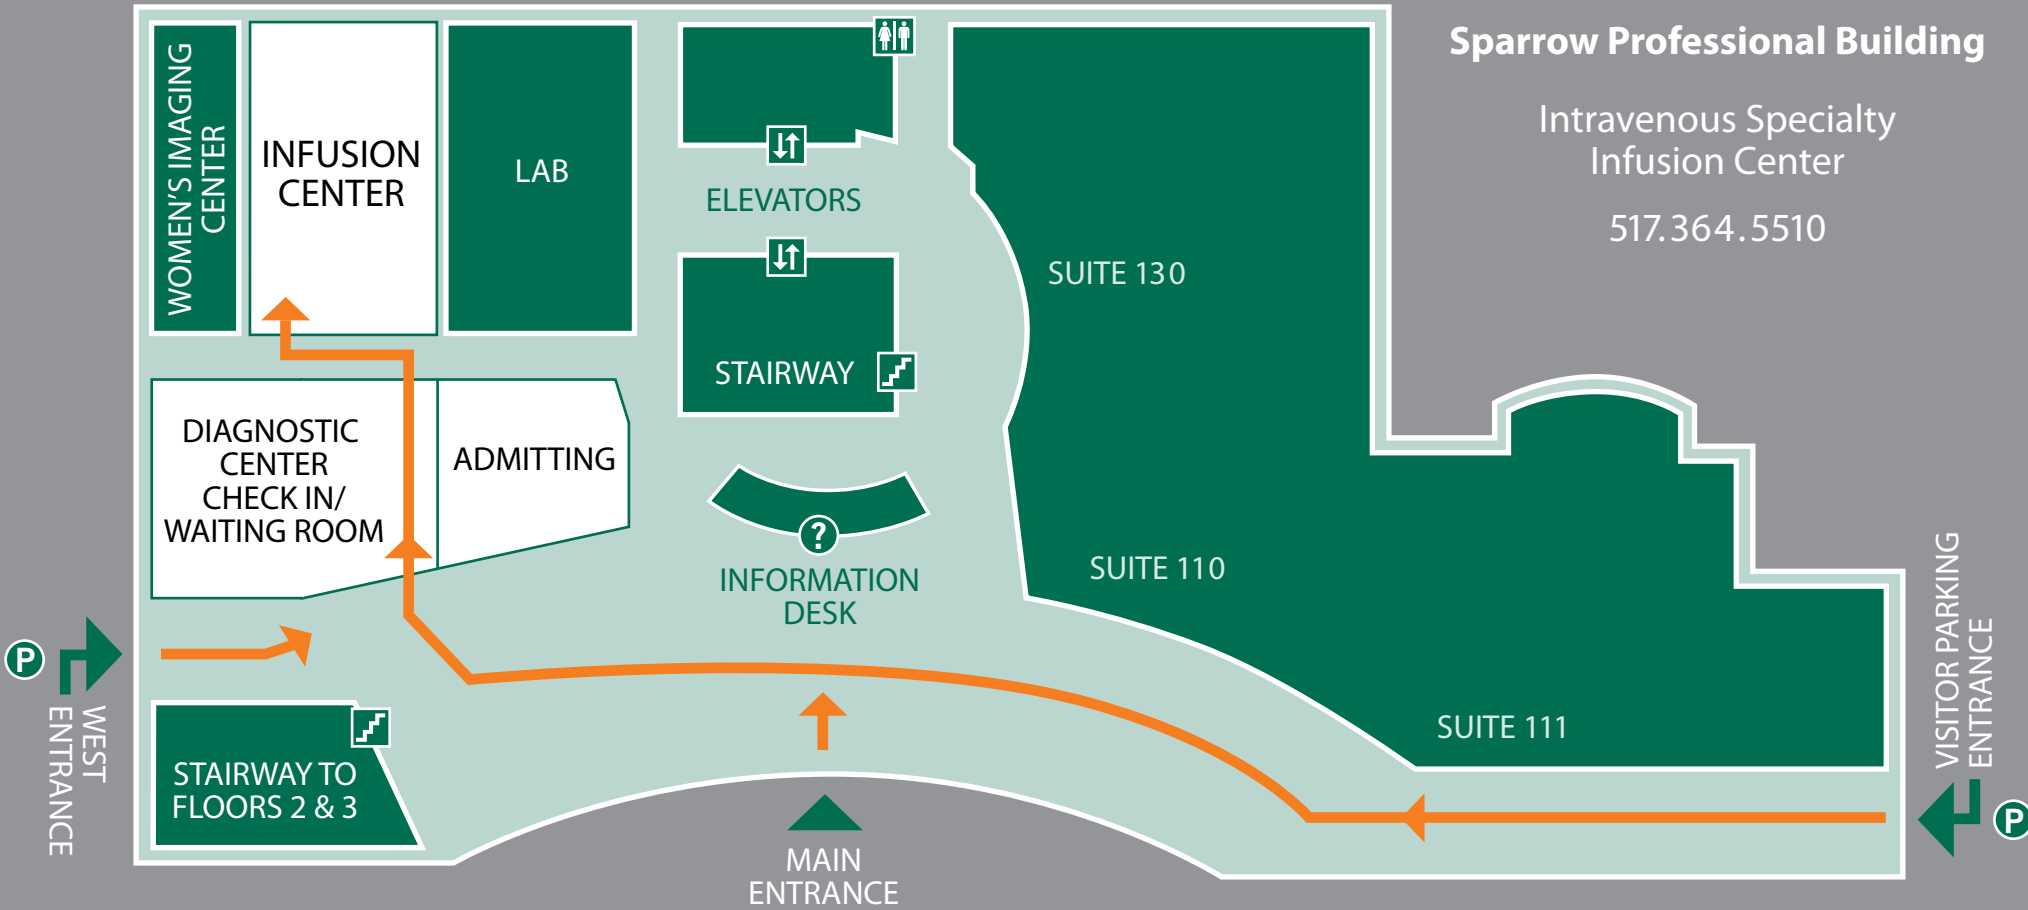 Sparrow Professional Building
Intravenous Specialty
Infusion Center
517.364.5510
WOMEN'S IMAGING
CENTER
INFUSION
CENTER
LAB
ELEVATORS
STAIRWAY
SUITE 130
DIAGNOSTIC
CENTER
CHECK IN/
WAITING ROOM
ADMITTING
?
INFORMATION
DESK
SUITE 110
SUITE 111
P
WEST
ENTRANCE
STAIRWAY TO
FLOORS 2 & 3
MAIN
ENTRANCE
VISITOR PARKING
ENTRANCE
P